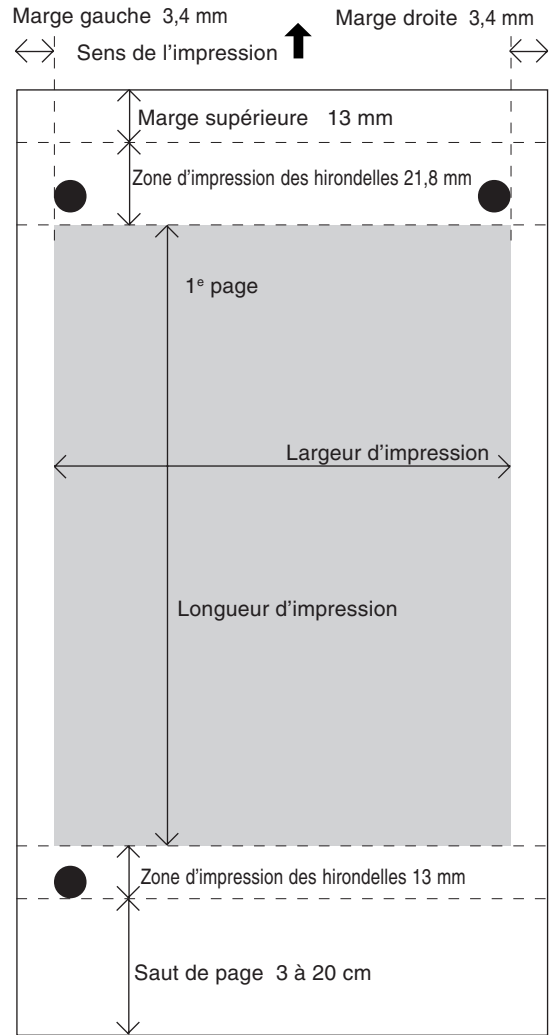 Marge gauche 3,4 mm
Marge droite 3,4 mm
Sens de l’impression
Marge supérieure 13 mm
Zone d’impression des hirondelles 21,8 mm
1e page
Largeur d’impression
Longueur d’impression
Zone d’impression des hirondelles 13 mm
Saut de page 3 à 20 cm